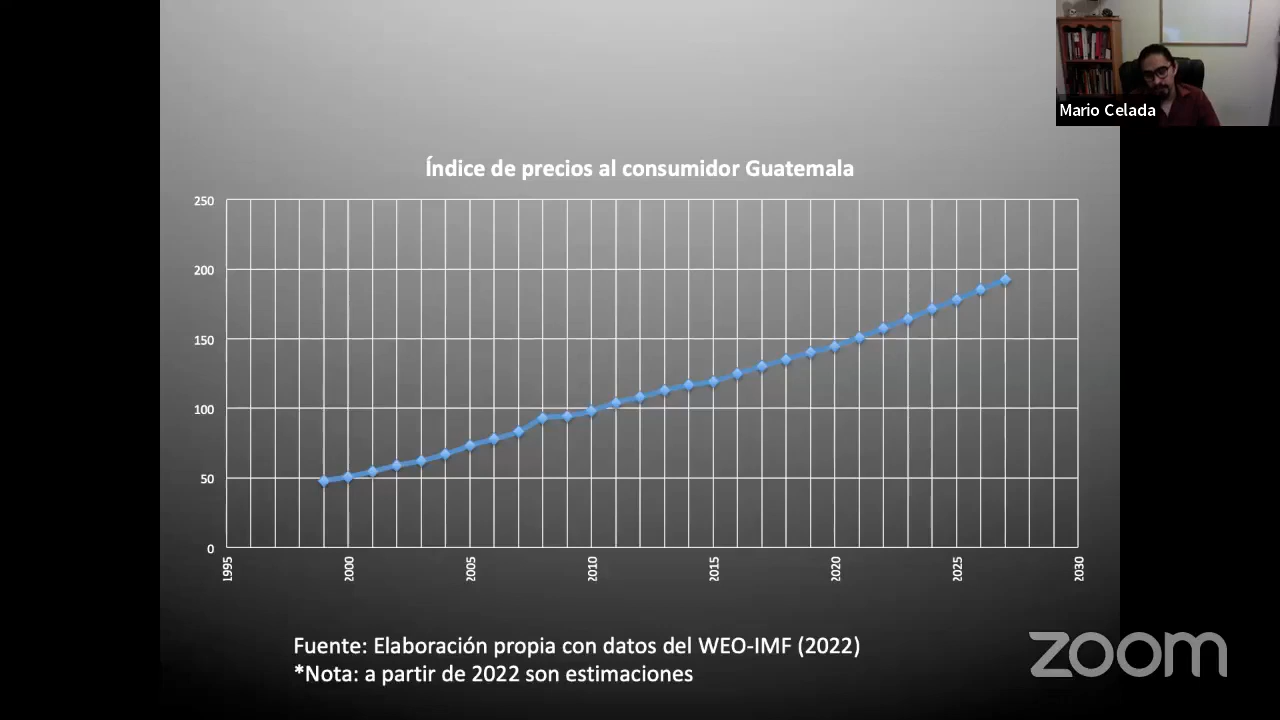 Mario Celada
Índice de precios al consumidor Guatemala
250
200
150
100
50
0
1995
2000
2005
2010
2015
2020
2025
2030
Fuente: Elaboración propia con datos del WEO-IMF (2022)
*Nota: a partir de 2022 son estimaciones
zoom